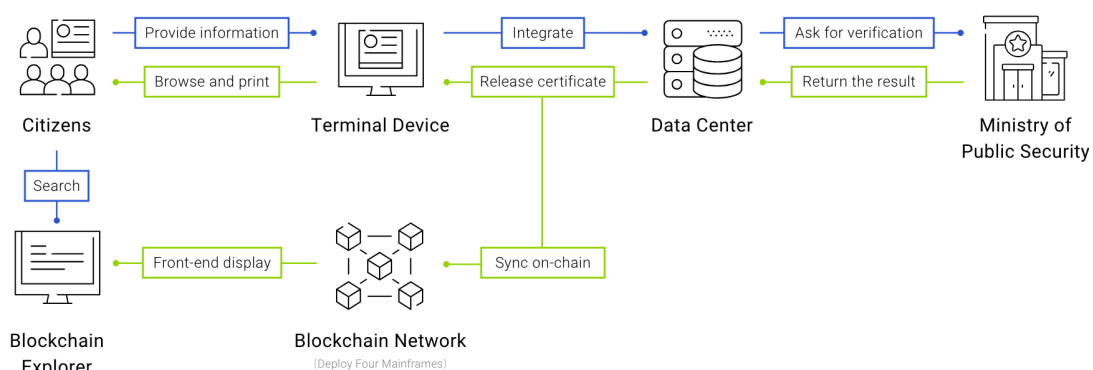 Provide information
Integrate
Ask for verification
Browse and print
Release certificate
Return the result
Citizens
Terminal Device
Data Center
Ministry of
Public Security
Search
Front-end display
Sync on-chain
Blockchain
Explorer
Blockchain Network
(Deploy Four Mainframes)